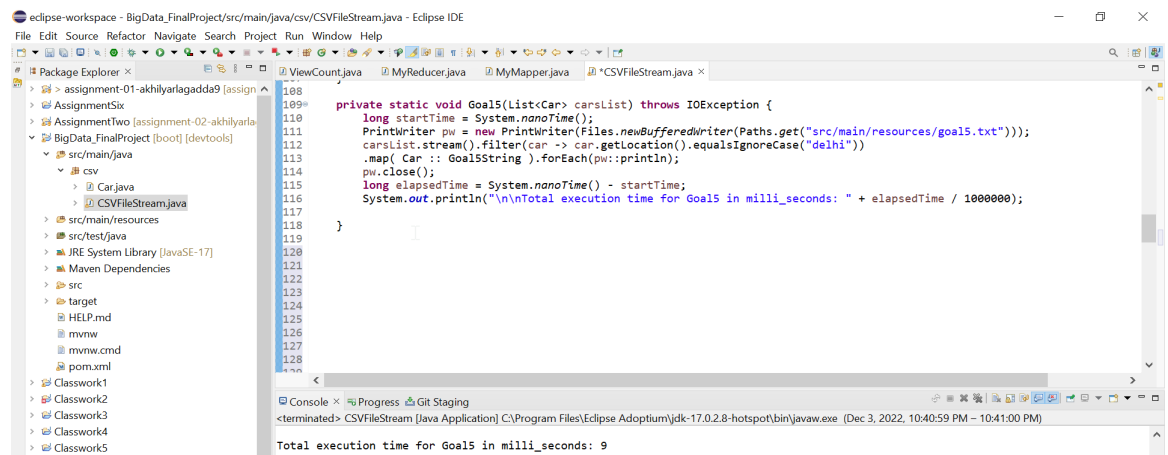 eclipse-workspace - BigData_FinalProject/src/main/java/csv/CSVFileStream.java - Eclipse IDE
File Edit Source Refactor Navigate Search Project Run Window Help
Package Explorer
ViewCount.java MyReducer.java MyMapper.java *CSVFileStream.java
> assignment-01-akhilyarlagadda9 [assign
AssignmentSix
AssignmentTwo [assignment-02-akhilyarla
BigData_FinalProject [boot] [devtools]
src/main/java
csv
Car.java
CSVFileStream.java
src/main/resources
src/test/java
JRE System Library [JavaSE-17]
Maven Dependencies
src
target
HELP.md
mvnw
mvnw.cmd
pom.xml
Classwork1
Classwork2
Classwork3
Classwork4
Classwork5
108
109 private static void Goal5(List<Car> carsList) throws IOException {
110 long startTime = System.nanoTime();
111 PrintWriter pw = new PrintWriter(Files.newBufferedWriter(Paths.get("src/main/resources/goal5.txt")));
112 carsList.stream().filter(car -> car.getLocation().equalsIgnoreCase("delhi"))
113 .map( Car :: Goal5String ).forEach(pw::println);
114 pw.close();
115 long elapsedTime = System.nanoTime() - startTime;
116 System.out.println("\n\nTotal execution time for Goal5 in milli_seconds: " + elapsedTime / 1000000);
117
118 }
119
120
121
122
123
124
125
126
127
128
Console Progress Git Staging
<terminated> CSVFileStream [Java Application] C:\Program Files\Eclipse Adoptium\jdk-17.0.2.8-hotspot\bin\javaw.exe (Dec 3, 2022, 10:40:59 PM – 10:41:00 PM)
Total execution time for Goal5 in milli_seconds: 9